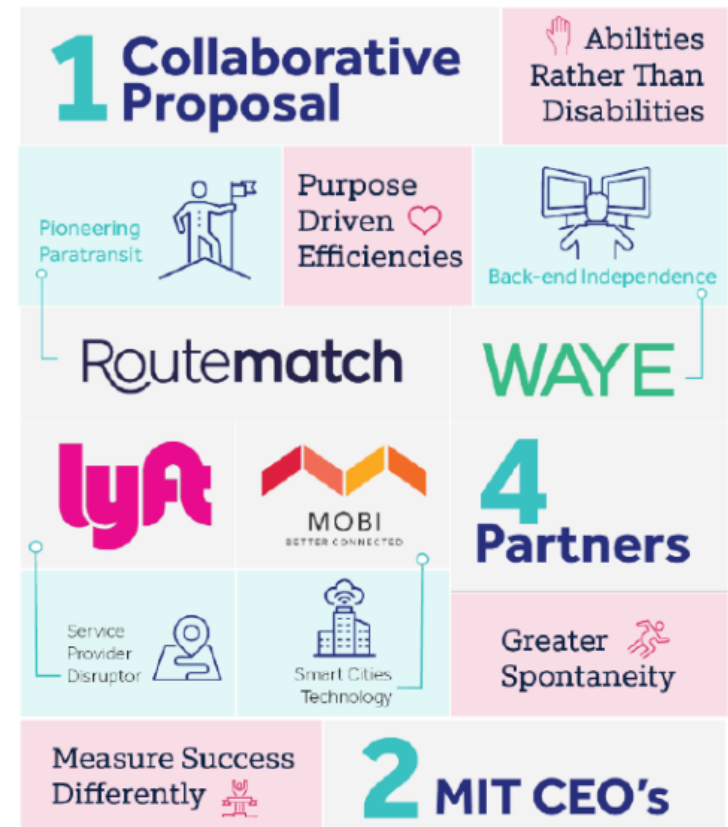 1 Collaborative
Proposal
Abilities
Rather Than
Disabilities
Pioneering
Paratransit
Purpose
Driven
Efficiencies
Back-end Independence
Routematch
WAYE
lyft
MOBI
BETTER CONNECTED
4
Partners
Service
Provider
Disruptor
Smart Cities
Technology
Greater
Spontaneity
Measure Success
Differently
2 MIT CEO's